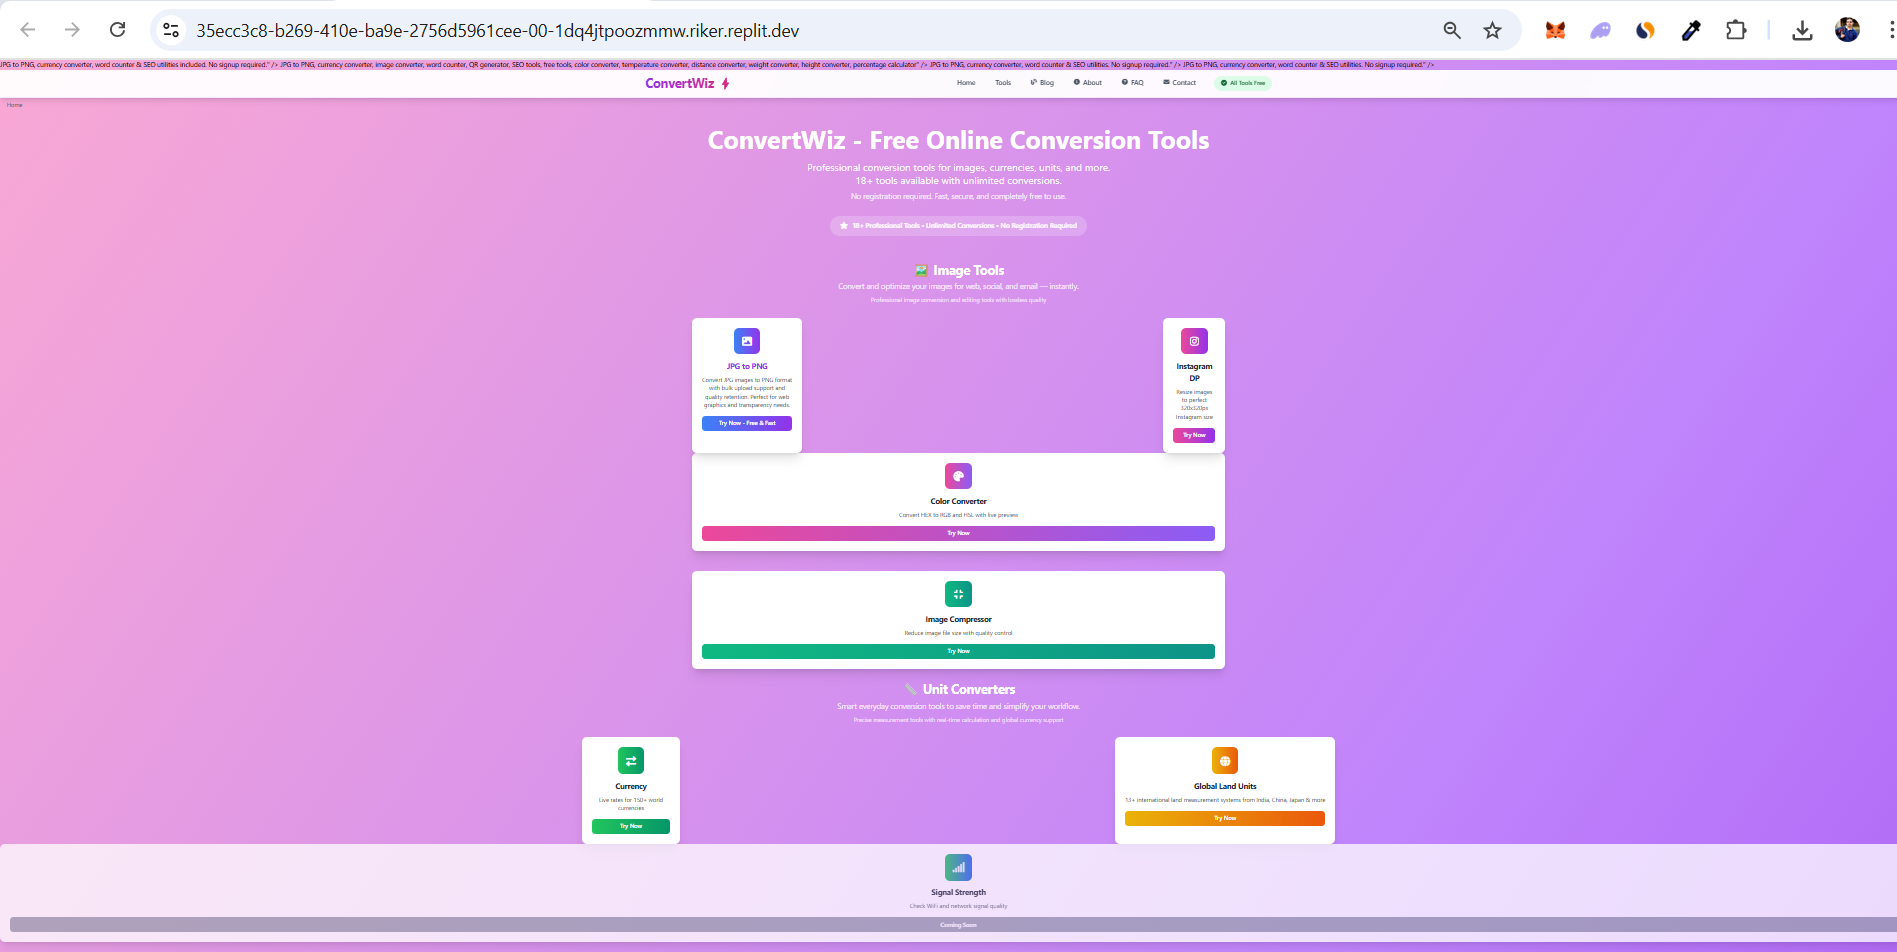 35ecc3c8-b269-410e-ba9e-2756d5961cee-00-1dq4jtpoozmmw.riker.replit.dev
JPG to PNG, currency converter, word counter & SEO utilities included. No signup required." /> JPG to PNG, currency converter, image converter, word counter, QR generator, SEO tools, free tools, color converter, temperature converter, distance converter, weight converter, height converter, percentage calculator" /> JPG to PNG, currency converter, word counter & SEO utilities. No signup required." /> JPG to PNG, currency converter, word counter & SEO utilities. No signup required." />
ConvertWiz Home Tools Blog About FAQ Contact All Tools Free
Home
ConvertWiz - Free Online Conversion Tools
Professional conversion tools for images, currencies, units, and more.
18+ tools available with unlimited conversions.
No registration required. Fast, secure, and completely free to use.
18+ Professional Tools • Unlimited Conversions • No Registration Required
Image Tools
Convert and optimize your images for web, social, and email — instantly.
Professional image conversion and editing tools with lossless quality
JPG to PNG
Convert JPG images to PNG format
with bulk upload support and
quality retention. Perfect for web
graphics and transparency needs.
Try Now - Free & Fast
Instagram
DP
Resize images
to perfect
320x320px
Instagram size
Try Now
Color Converter
Convert HEX to RGB and HSL with live preview
Try Now
Image Compressor
Reduce image file size with quality control
Try Now
Unit Converters
Smart everyday conversion tools to save time and simplify your workflow.
Precise measurement tools with real-time calculation and global currency support
Currency
Live rates for 150+ world
currencies
Try Now
Global Land Units
13+ international land measurement systems from India, China, Japan & more
Try Now
Signal Strength
Check WiFi and network signal quality
Coming Soon